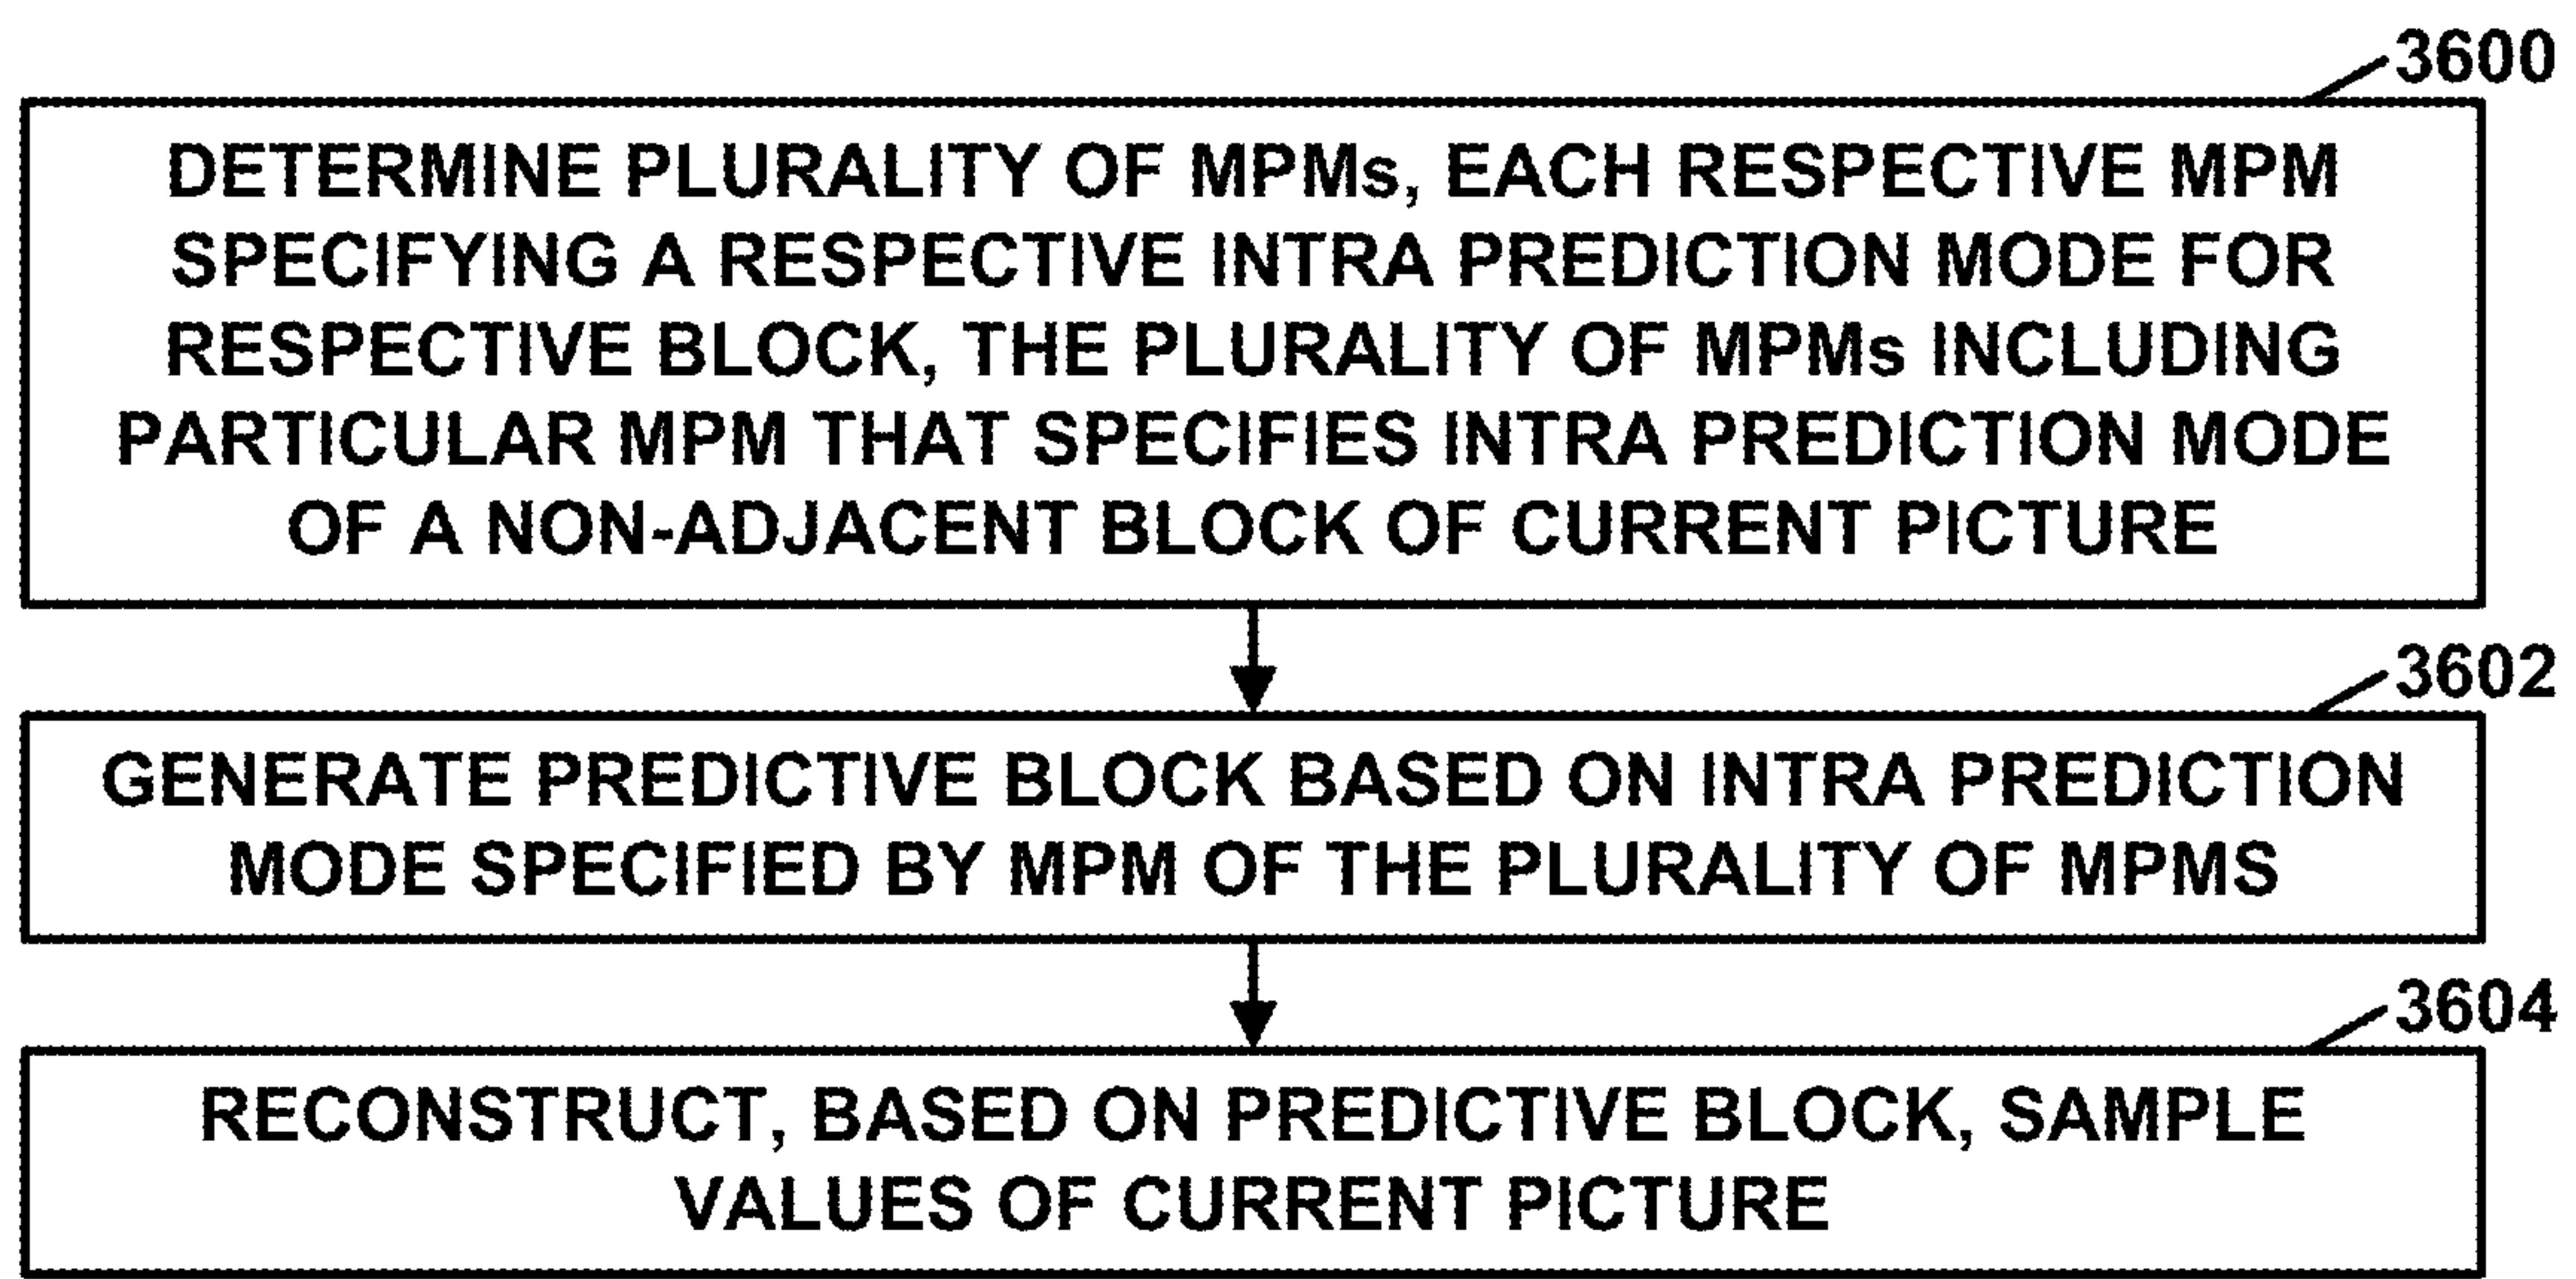 3600
DETERMINE PLURALITY OF MPMs, EACH RESPECTIVE MPM
SPECIFYING A RESPECTIVE INTRA PREDICTION MODE FOR
RESPECTIVE BLOCK, THE PLURALITY OF MPMs INCLUDING
PARTICULAR MPM THAT SPECIFIES INTRA PREDICTION MODE
OF A NON-ADJACENT BLOCK OF CURRENT PICTURE
3602
GENERATE PREDICTIVE BLOCK BASED ON INTRA PREDICTION
MODE SPECIFIED BY MPM OF THE PLURALITY OF MPMS
3604
RECONSTRUCT, BASED ON PREDICTIVE BLOCK, SAMPLE
VALUES OF CURRENT PICTURE